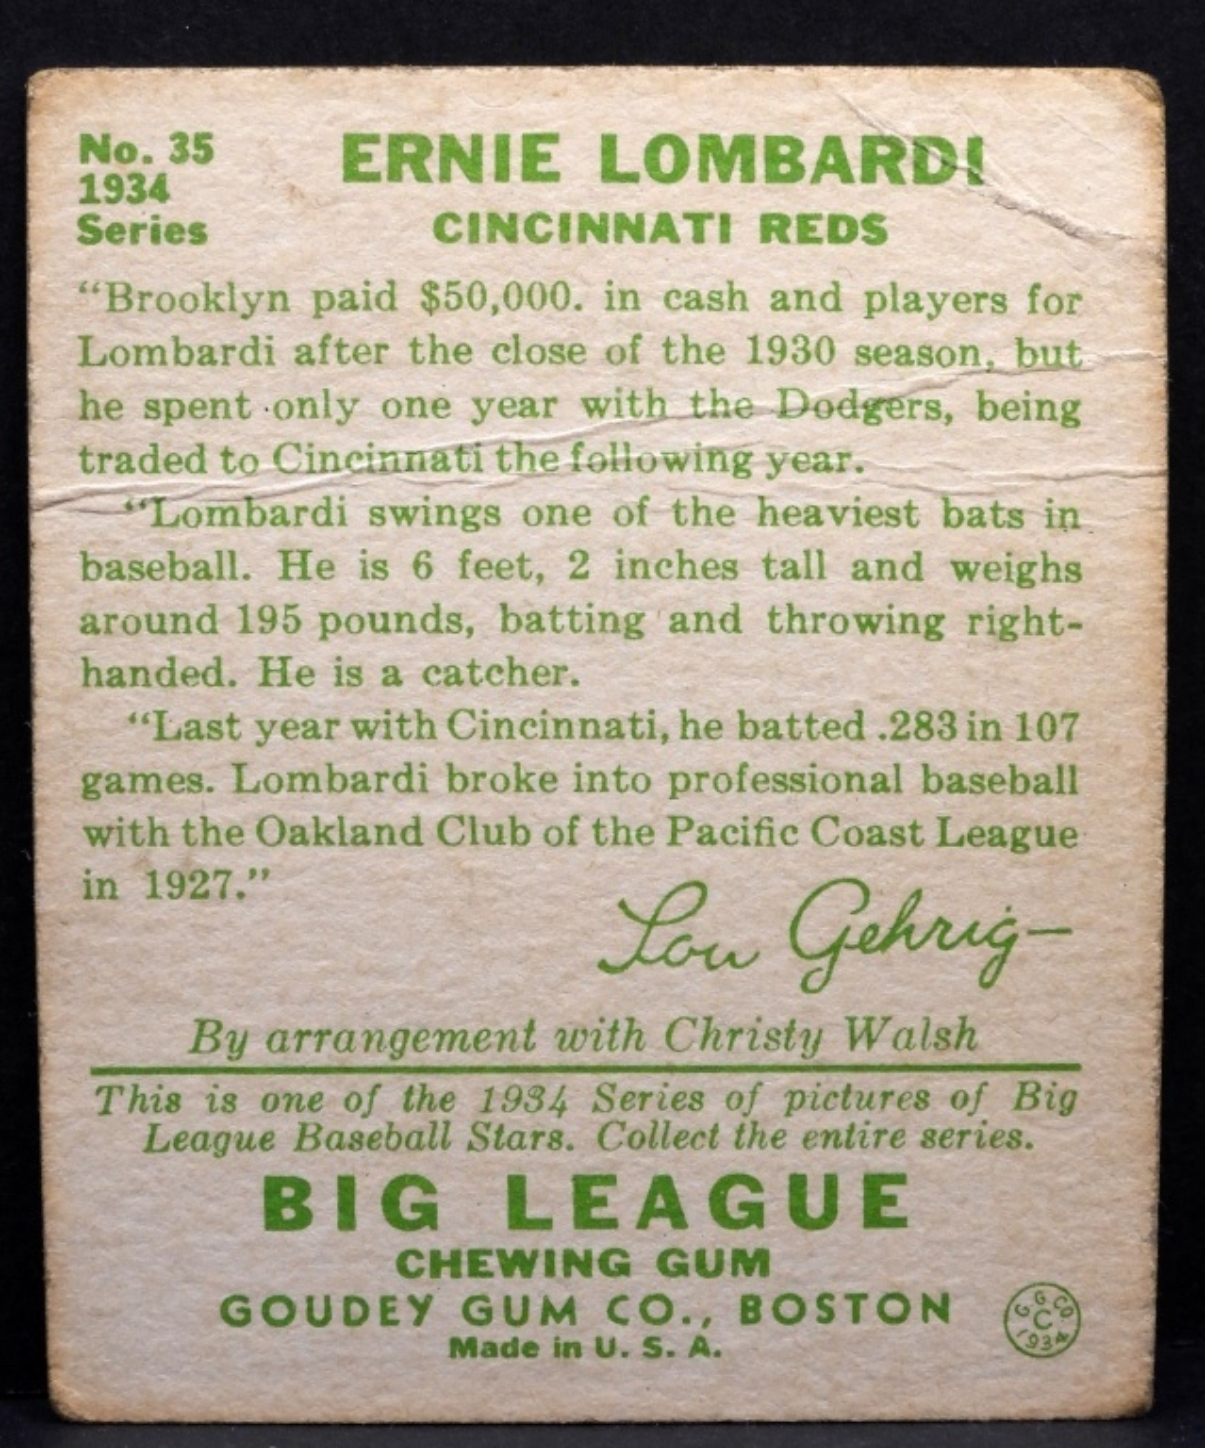 No. 35
1934
Series
ERNIE LOMBARDI
CINCINNATI REDS
“Brooklyn paid $50,000. in cash and players for
Lombardi after the close of the 1930 season, but
he spent only one year with the Dodgers, being
traded to Cincinnati the following year.
“Lombardi swings one of the heaviest bats in
baseball. He is 6 feet, 2 inches tall and weighs
around 195 pounds, batting and throwing right-
handed. He is a catcher.
“Last year with Cincinnati, he batted .283 in 107
games. Lombardi broke into professional baseball
with the Oakland Club of the Pacific Coast League
in 1927.”
Lou Gehrig—
By arrangement with Christy Walsh
This is one of the 1934 Series of pictures of Big
League Baseball Stars. Collect the entire series.
BIG LEAGUE
CHEWING GUM
GOUDEY GUM CO., BOSTON
Made in U. S. A.
G. G. CO.
C
1934